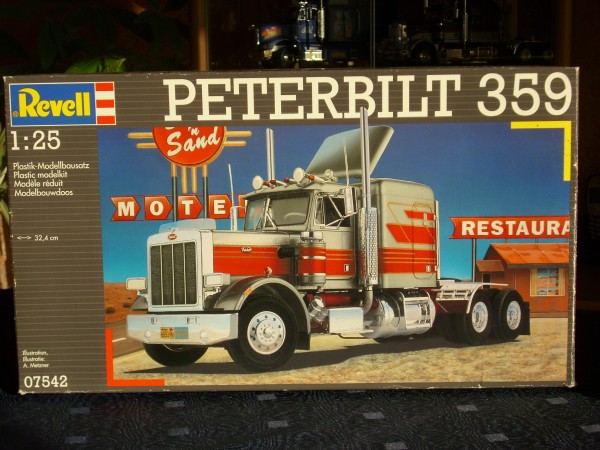 Revell
PETERBILT 359
1:25
Plastik-Modellbausatz
Plastic modelkit
Modèle réduit
Modelbouwdoos
32,4 cm
'n
Sand
MOTE
RESTAURA
Illustration,
Illustratie:
A. Metzner
07542